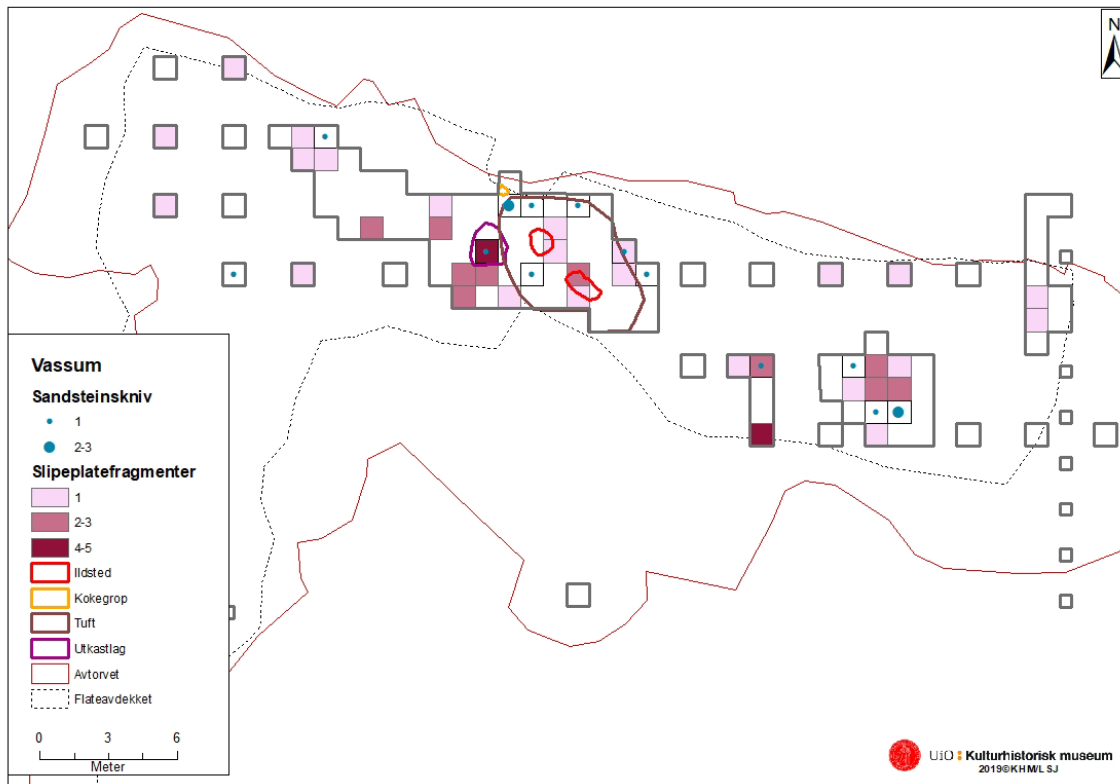 N
Vassum
Sandsteinskniv
1
2-3
Slipeplatefragmenter
1
2-3
4-5
Ildsted
Kokegrop
Tuft
Utkastlag
Avtorvet
Flateavdekket
0 3 6
Meter
UiO : Kulturhistorisk museum
2019©KHM/LSJ